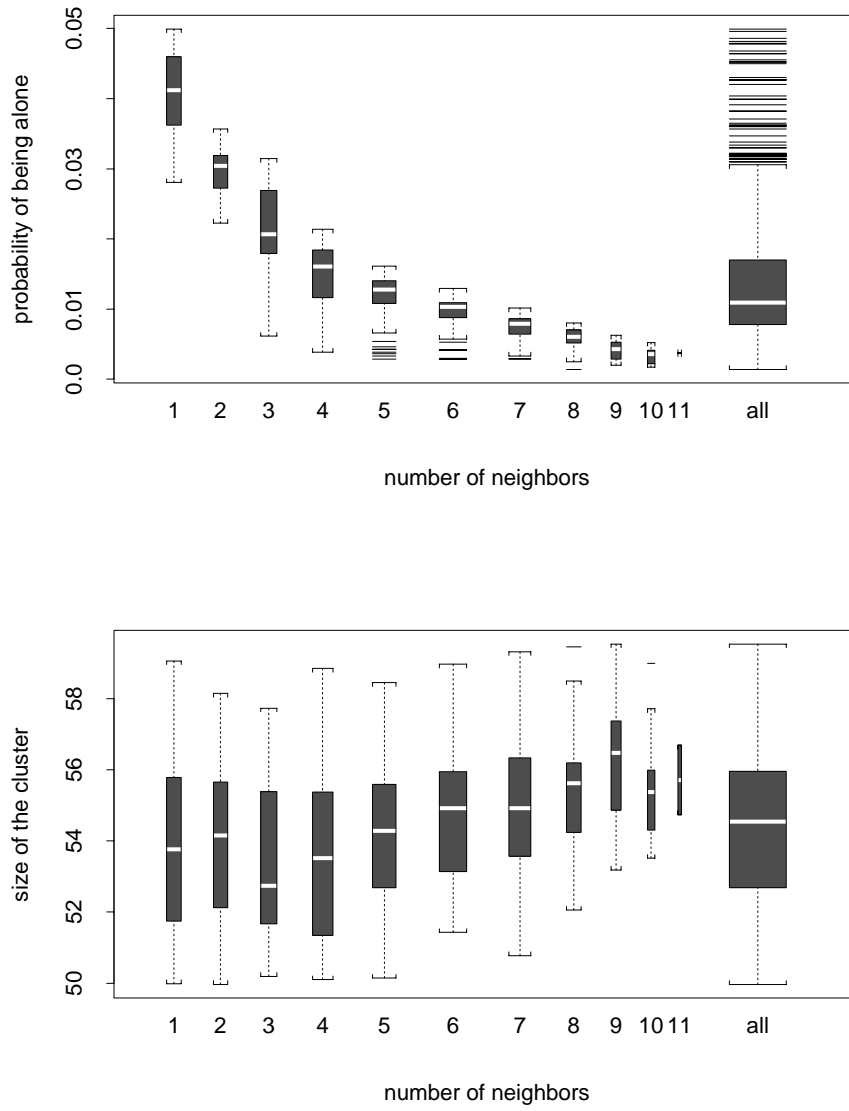 probability of being alone
0.05
0.03
0.01
0.0
1 2 3 4 5 6 7 8 9 10 11 all
number of neighbors
size of the cluster
58
56
54
52
50
1 2 3 4 5 6 7 8 9 10 11 all
number of neighbors